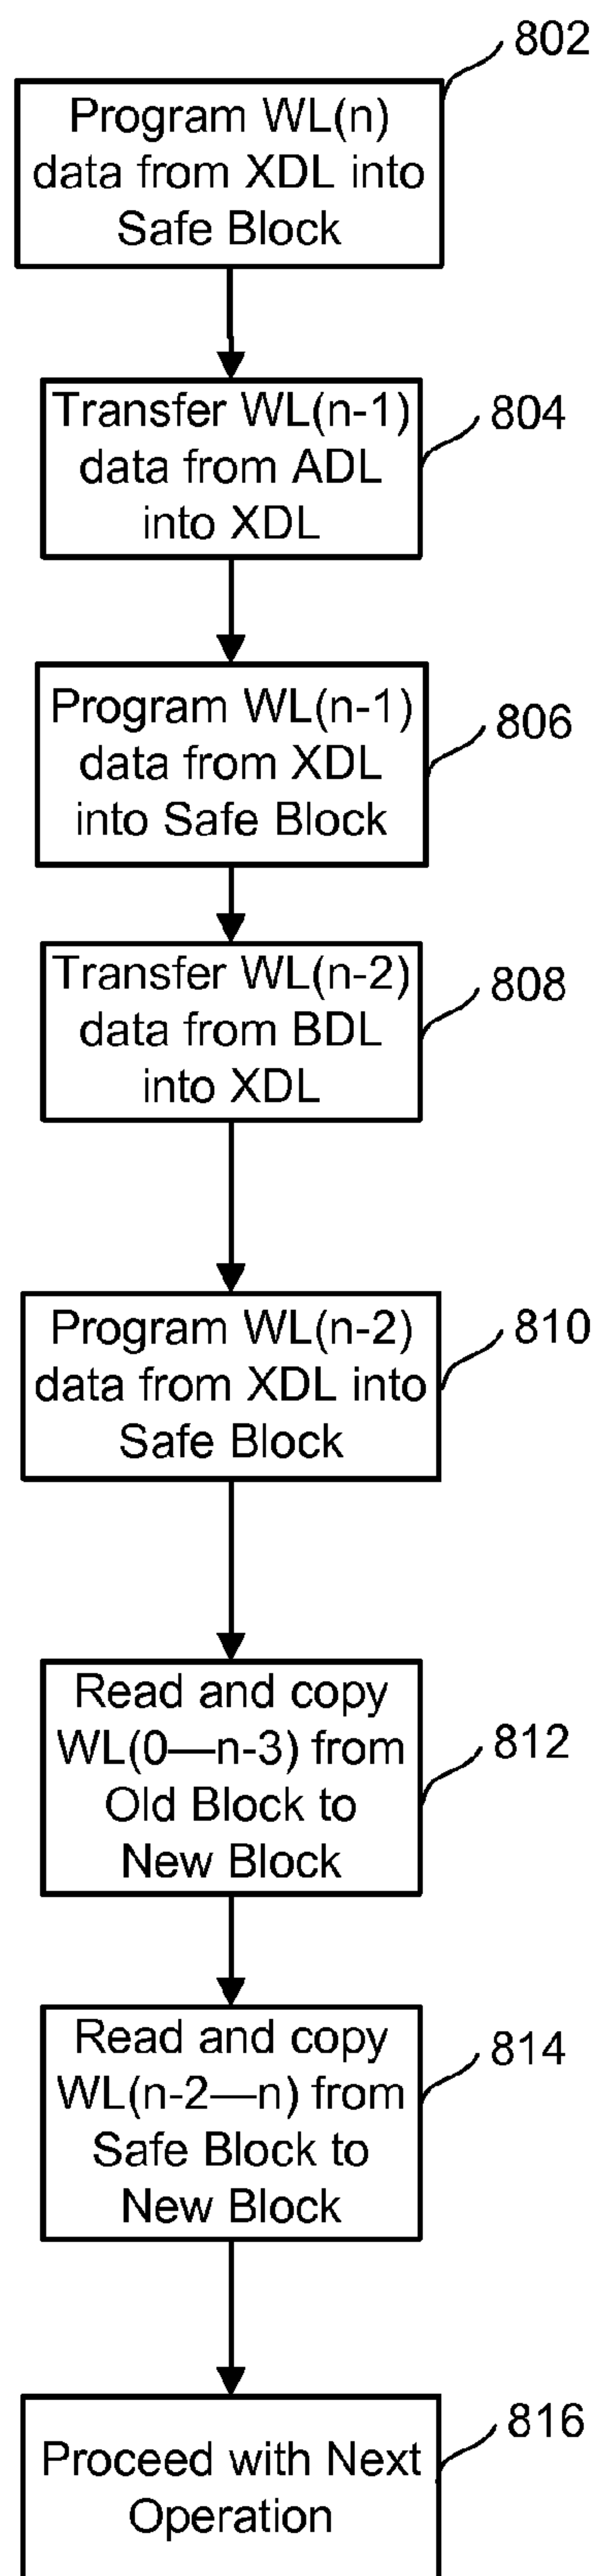 802
Program WL(n)
data from XDL into
Safe Block
Transfer WL(n-1)
data from ADL
into XDL
804
Program WL(n-1)
data from XDL
into Safe Block
806
Transfer WL(n-2)
data from BDL
into XDL
808
Program WL(n-2)
data from XDL into
Safe Block
810
Read and copy
WL(0—n-3) from
Old Block to
New Block
812
Read and copy
WL(n-2—n) from
Safe Block to
New Block
814
Proceed with Next
Operation
816